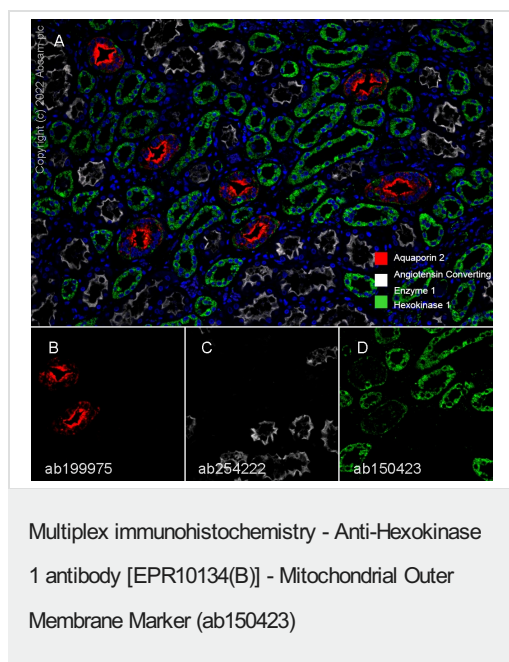 A
Copyright (c) 2022 Abcam plc
Aquaporin 2
Angiotensin Converting
Enzyme 1
Hexokinase 1
B
C
D
ab199975
ab254222
ab150423
Multiplex immunohistochemistry - Anti-Hexokinase
1 antibody [EPR10134(B)] - Mitochondrial Outer
Membrane Marker (ab150423)